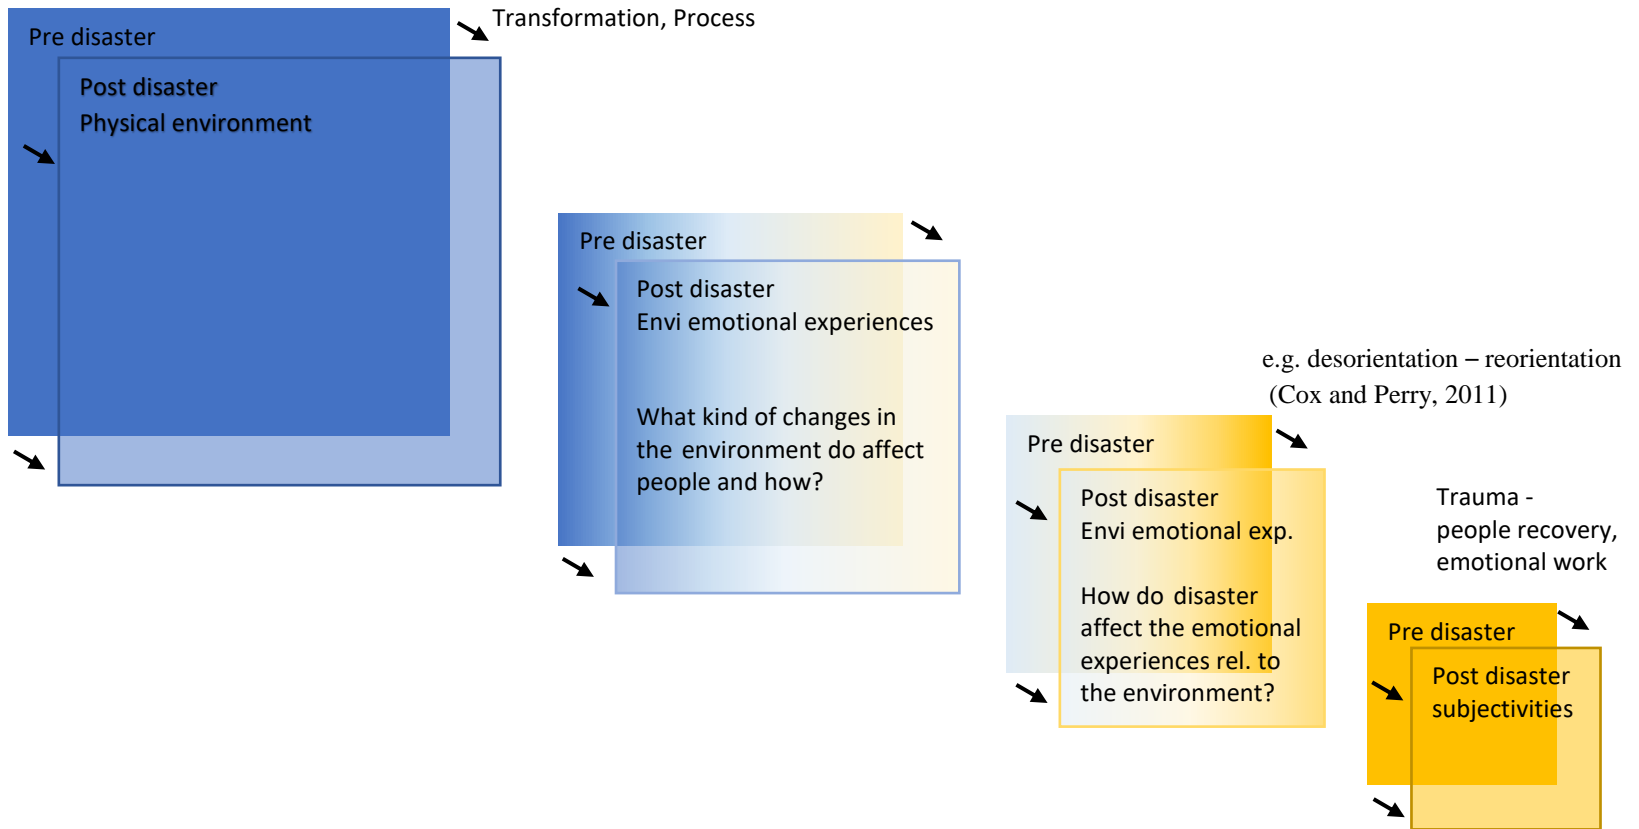 Transformation, Process
Pre disaster
Post disaster
Physical environment
Pre disaster
Post disaster
Envi emotional experiences
What kind of changes in
the environment do affect
people and how?
e.g. desorientation – reorientation
(Cox and Perry, 2011)
Pre disaster
Post disaster
Envi emotional exp.
How do disaster
affect the emotional
experiences rel. to
the environment?
Trauma -
people recovery,
emotional work
Pre disaster
Post disaster
subjectivities